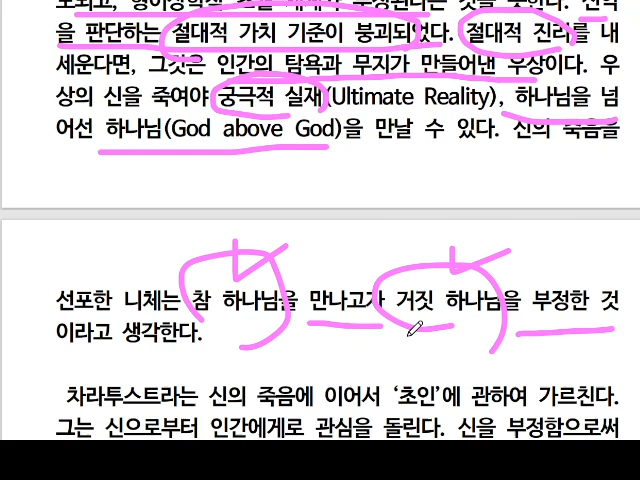 을 판단하는 절대적 가치 기준이 붕괴되었다. 절대적 진리를 내
세운다면, 그것은 인간의 탐욕과 무지가 만들어낸 우상이다. 우
상의 신을 죽여야 궁극적 실재(Ultimate Reality), 하나님을 넘
어선 하나님(God above God)을 만날 수 있다. 신의 죽음을
선포한 니체는 참 하나님을 만나고자 거짓 하나님을 부정한 것
이라고 생각한다.
차라투스트라는 신의 죽음에 이어서 ‘초인’에 관하여 가르친다.
그는 신으로부터 인간에게로 관심을 돌린다. 신을 부정함으로써